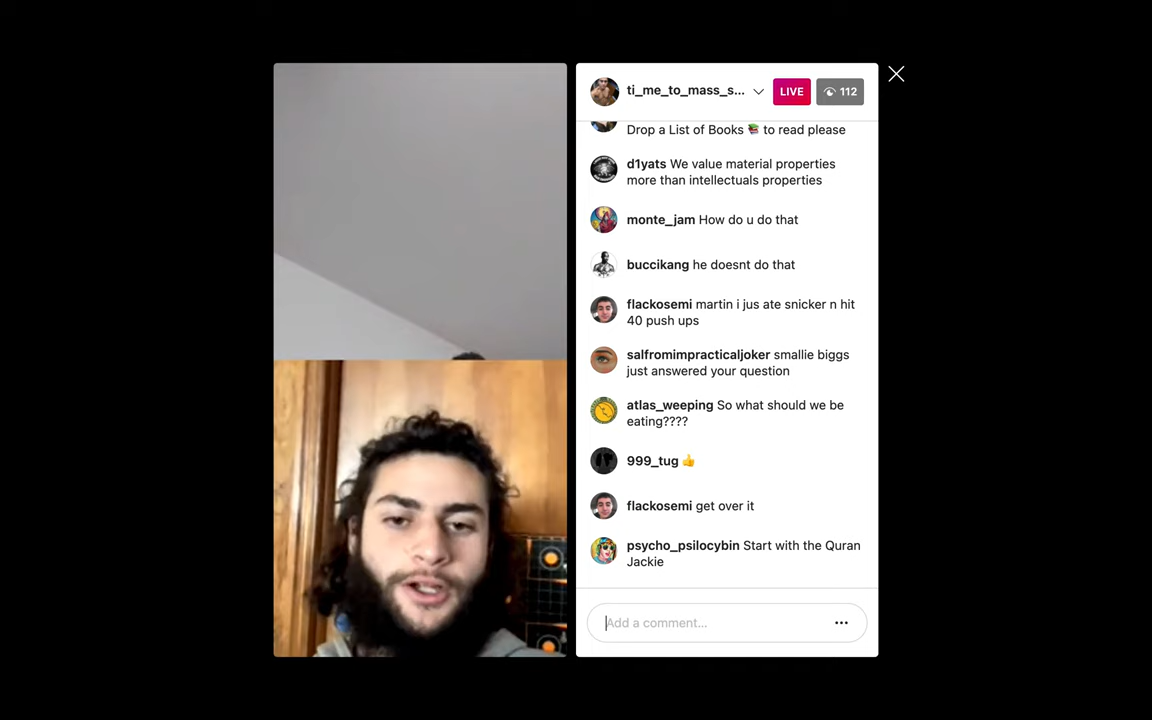 ti_me_to_mass_s...
LIVE
112
Drop a List of Books 📚 to read please
d1yats We value material properties
more than intellectuals properties
monte_jam How do u do that
buccikang he doesnt do that
flackosemi martin i jus ate snicker n hit
40 push ups
salfromimpracticaljoker smallie biggs
just answered your question
atlas_weeping So what should we be
eating????
999_tug 👍
flackosemi get over it
psycho_psilocybin Start with the Quran
Jackie
Add a comment...